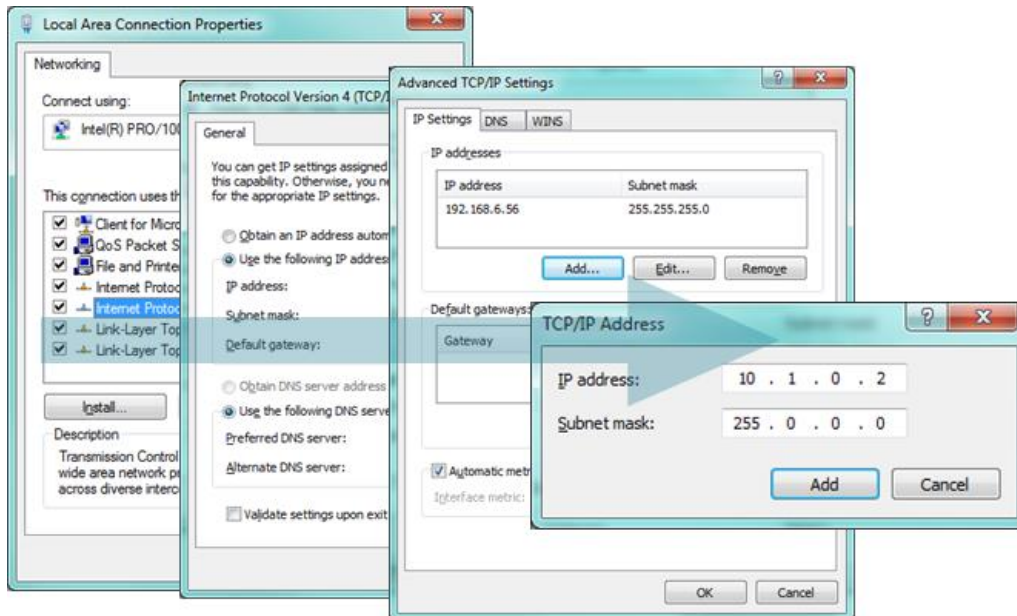 Local Area Connection Properties
Networking
Connect using:
Intel(R) PRO/100
This connection uses th
Client for Micro
QoS Packet S
File and Printe
Internet Protoc
Internet Protoc
Link-Layer Top
Link-Layer Top
Install...
Description
Transmission Control
wide area network pr
across diverse interco
Internet Protocol Version 4 (TCP/I
General
You can get IP settings assigned
this capability. Otherwise, you ne
for the appropriate IP settings.
Obtain an IP address autom
Use the following IP address
IP address:
Subnet mask:
Default gateway:
Obtain DNS server address
Use the following DNS serve
Preferred DNS server:
Alternate DNS server:
Validate settings upon exit
Advanced TCP/IP Settings
IP Settings DNS WINS
IP addresses
IP address Subnet mask
192.168.6.56 255.255.255.0
Add... Edit... Remove
Default gateways:
Gateway
Automatic metr
Interface metric:
OK Cancel
TCP/IP Address
IP address: 10 . 1 . 0 . 2
Subnet mask: 255 . 0 . 0 . 0
Add Cancel